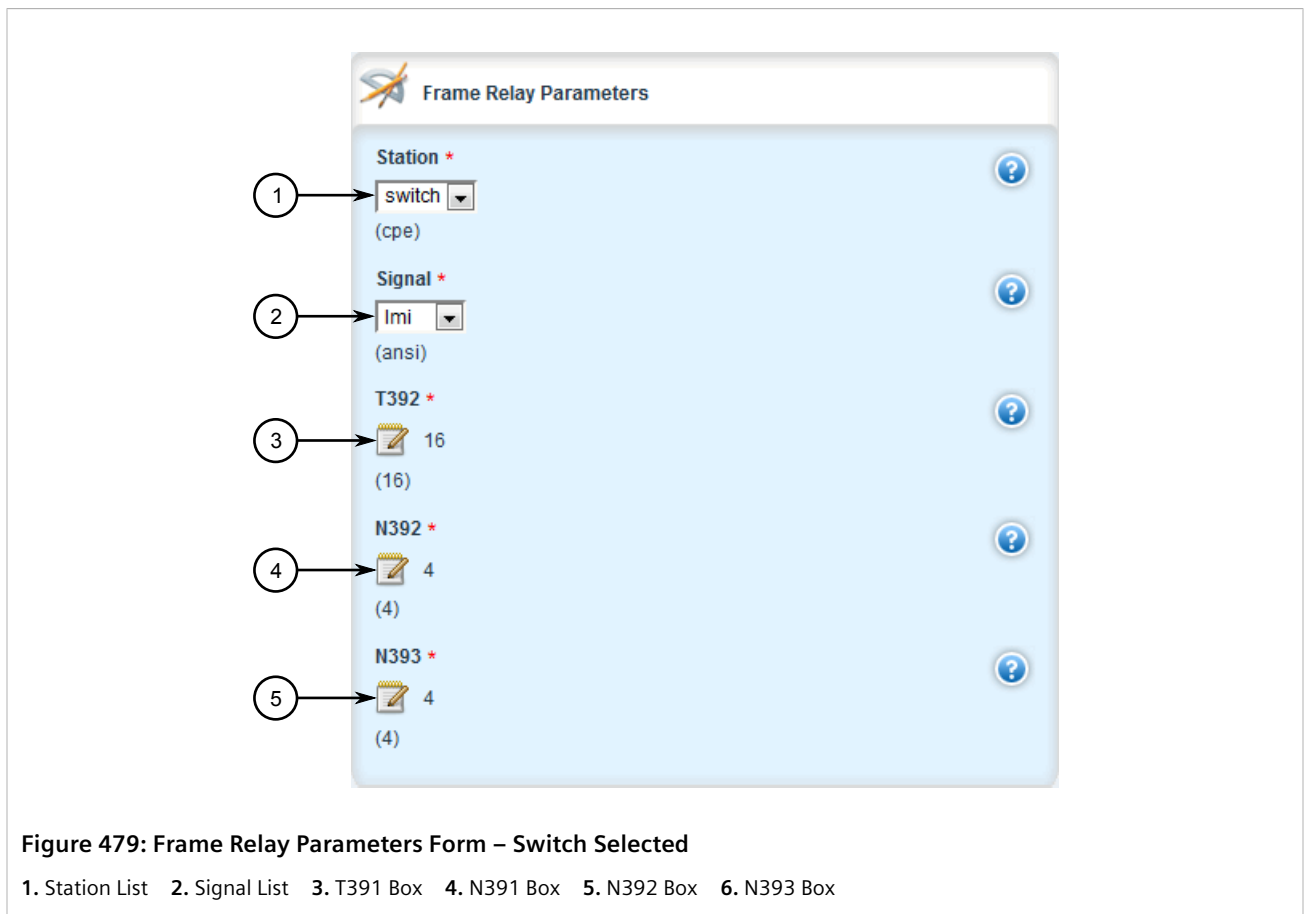 Frame Relay Parameters
Station *
1
switch
(cpe)
Signal *
2
lmi
(ansi)
T392 *
3
16
(16)
N392 *
4
4
(4)
N393 *
5
4
(4)
Figure 479: Frame Relay Parameters Form – Switch Selected
1. Station List 2. Signal List 3. T391 Box 4. N391 Box 5. N392 Box 6. N393 Box